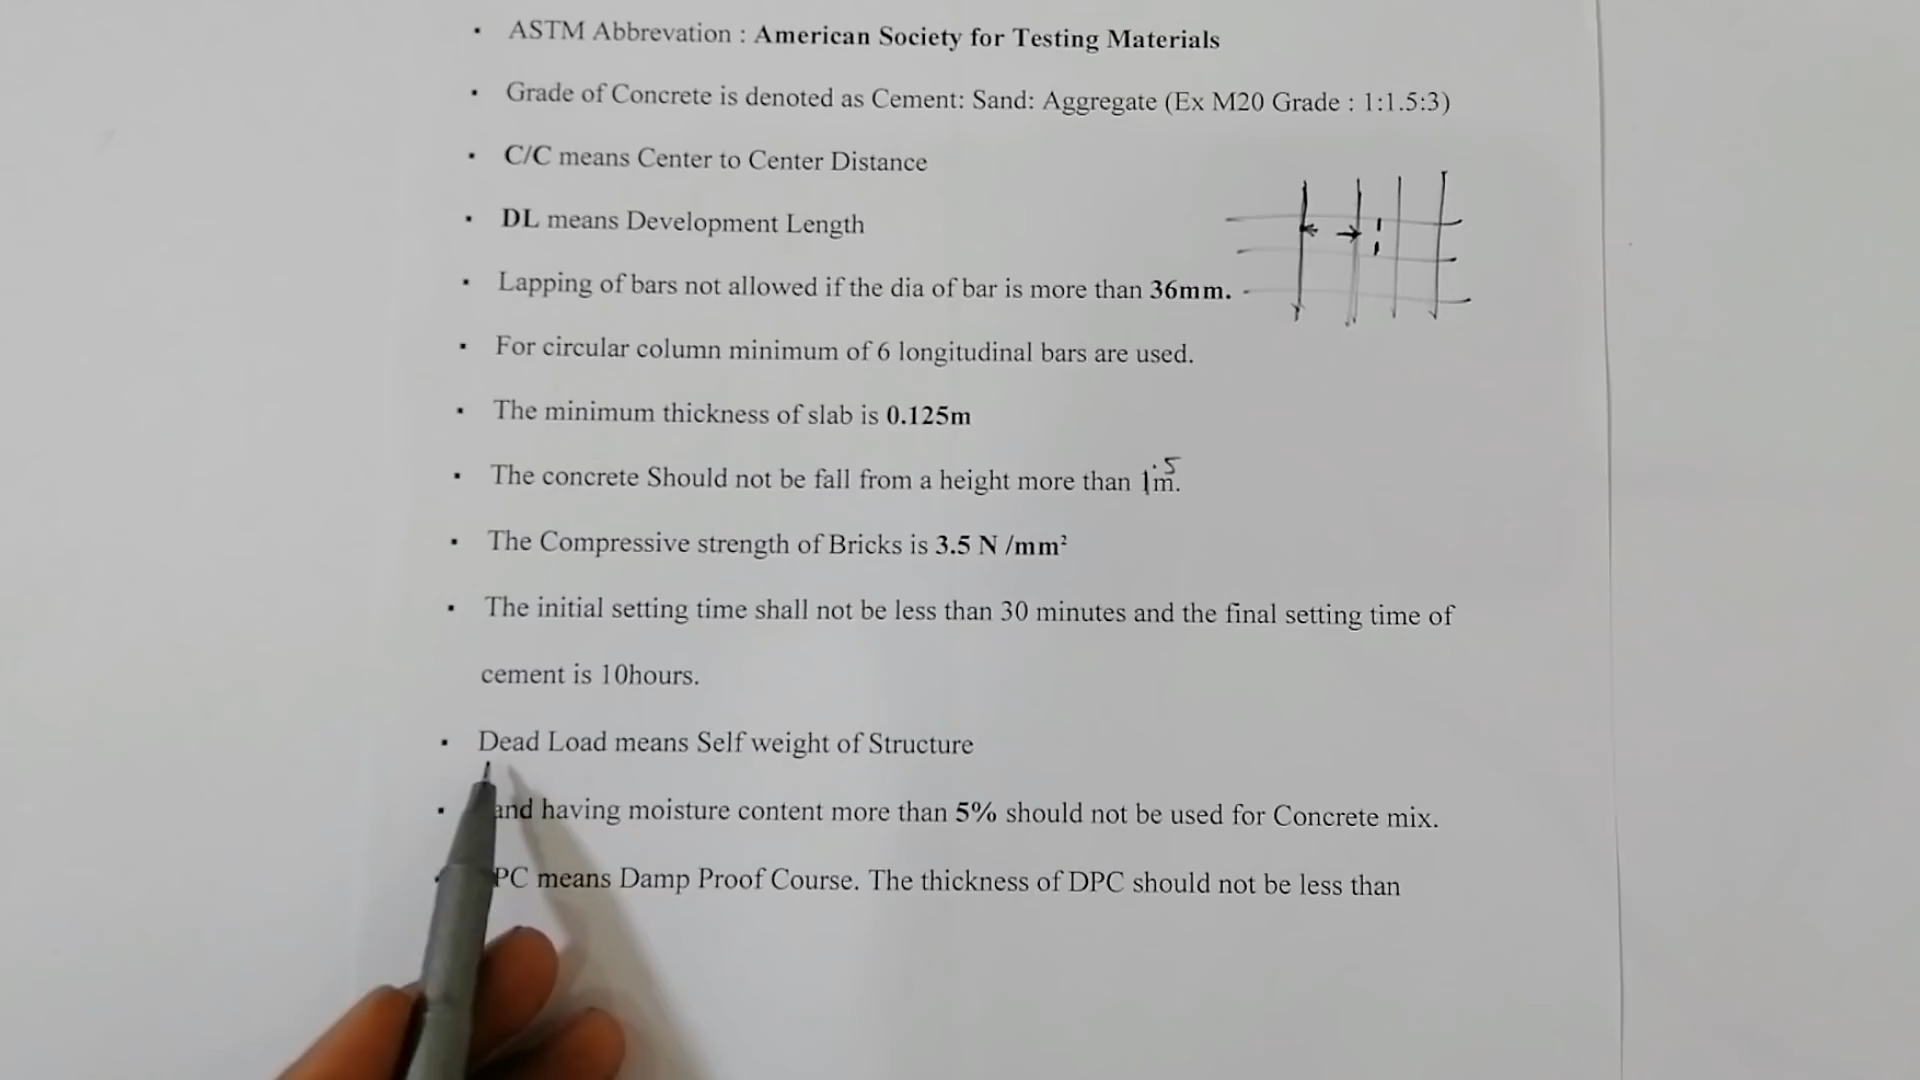 ASTM Abbrevation : American Society for Testing Materials
Grade of Concrete is denoted as Cement: Sand: Aggregate (Ex M20 Grade : 1:1.5:3)
C/C means Center to Center Distance
DL means Development Length
Lapping of bars not allowed if the dia of bar is more than 36mm.
For circular column minimum of 6 longitudinal bars are used.
The minimum thickness of slab is 0.125m
The concrete Should not be fall from a height more than 1.5m.
The Compressive strength of Bricks is 3.5 N /mm²
The initial setting time shall not be less than 30 minutes and the final setting time of
cement is 10hours.
Dead Load means Self weight of Structure
and having moisture content more than 5% should not be used for Concrete mix.
PC means Damp Proof Course. The thickness of DPC should not be less than